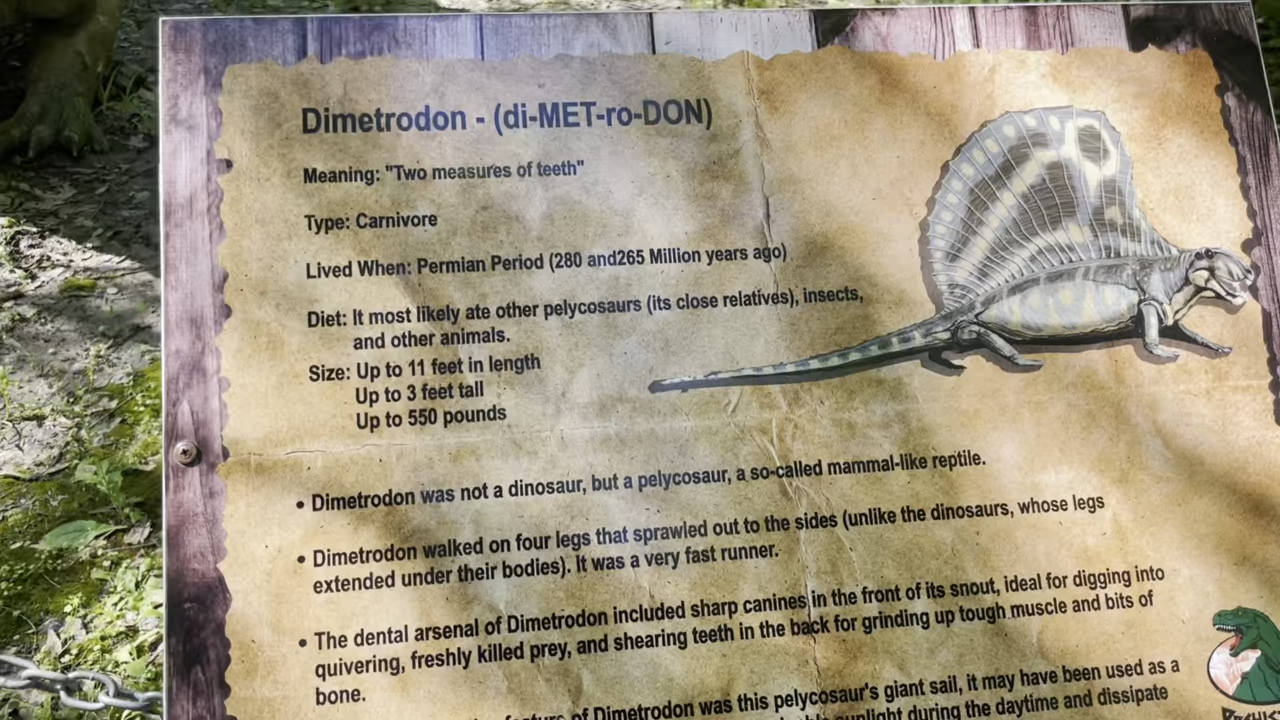 Dimetrodon - (di-MET-ro-DON)
Meaning: "Two measures of teeth"
Type: Carnivore
Lived When: Permian Period (280 and265 Million years ago)
Diet: It most likely ate other pelycosaurs (its close relatives), insects,
and other animals.
Size: Up to 11 feet in length
Up to 3 feet tall
Up to 550 pounds
• Dimetrodon was not a dinosaur, but a pelycosaur, a so-called mammal-like reptile.
• Dimetrodon walked on four legs that sprawled out to the sides (unlike the dinosaurs, whose legs
extended under their bodies). It was a very fast runner.
• The dental arsenal of Dimetrodon included sharp canines in the front of its snout, ideal for digging into
quivering, freshly killed prey, and shearing teeth in the back for grinding up tough muscle and bits of
bone.
of Dimetrodon was this pelycosaur's giant sail, it may have been used as a
sunlight during the daytime and dissipate